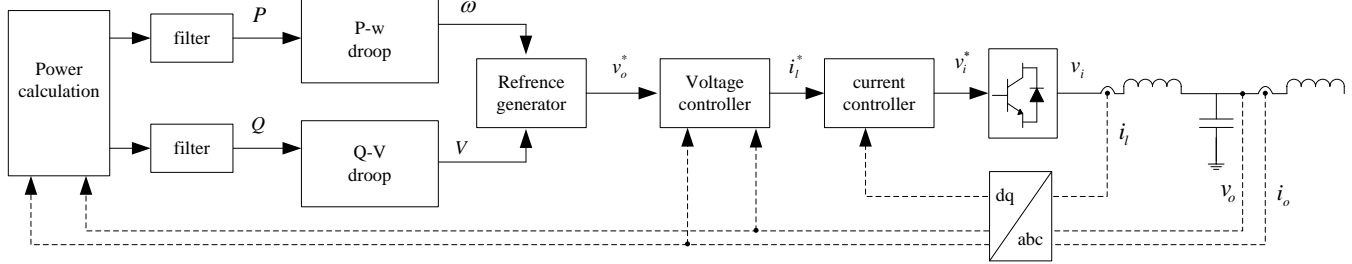 Power
calculation
filter
P
P-w
droop
ω
filter
Q
Q-V
droop
V
Refrence
generator
v_o^*
Voltage
controller
i_l^*
current
controller
v_i^*
v_i
i_l
v_o
i_o
dq
abc